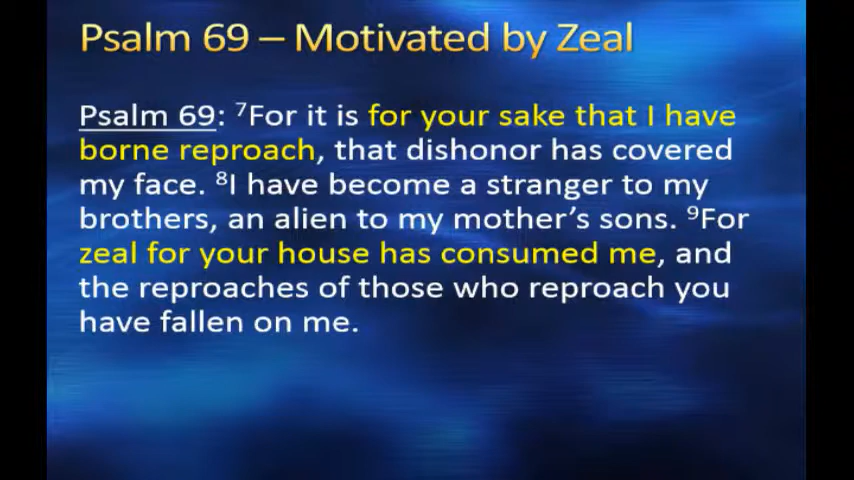 Psalm 69 – Motivated by Zeal
Psalm 69: ⁷For it is for your sake that I have
borne reproach, that dishonor has covered
my face. ⁸I have become a stranger to my
brothers, an alien to my mother’s sons. ⁹For
zeal for your house has consumed me, and
the reproaches of those who reproach you
have fallen on me.